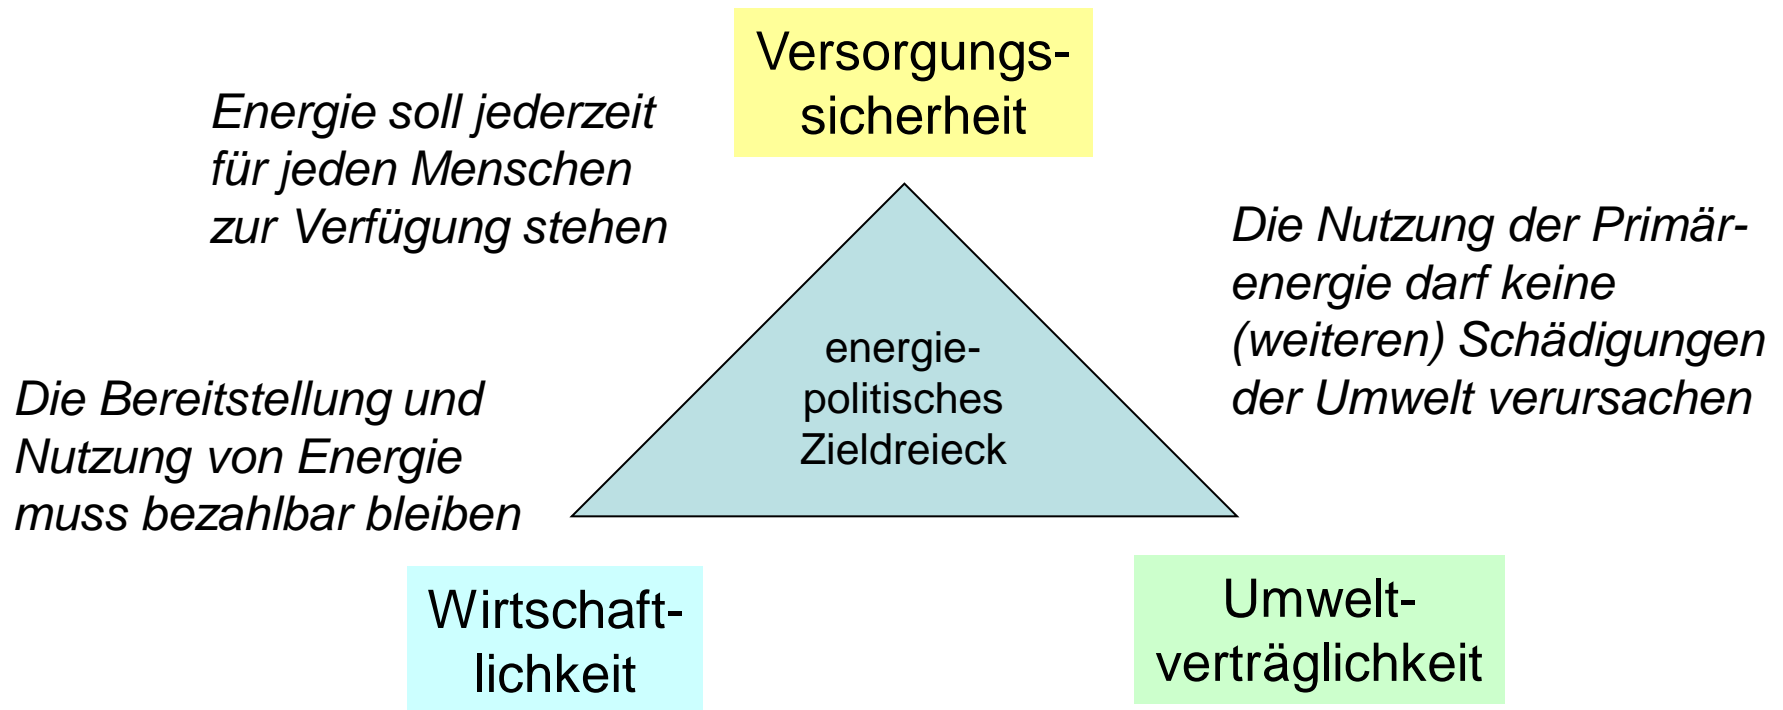 Versorgungs-
sicherheit
Energie soll jederzeit
für jeden Menschen
zur Verfügung stehen
Die Nutzung der Primär-
energie darf keine
(weiteren) Schädigungen
der Umwelt verursachen
energie-
politisches
Zieldreieck
Die Bereitstellung und
Nutzung von Energie
muss bezahlbar bleiben
Wirtschaft-
lichkeit
Umwelt-
verträglichkeit